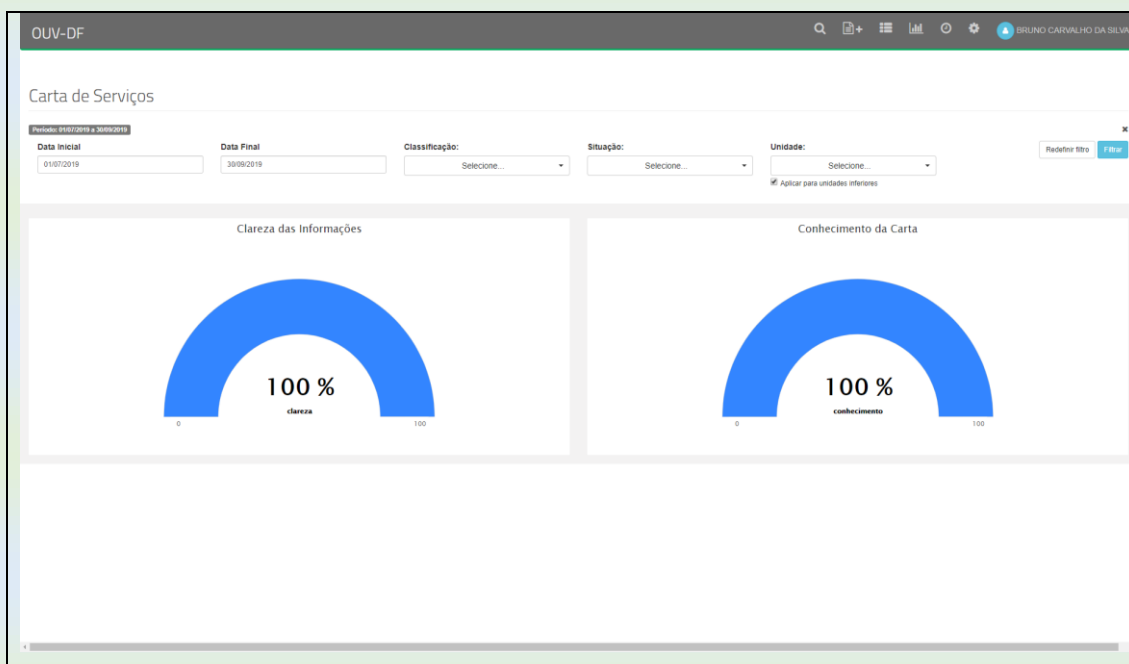 OUV-DF
BRUNO CARVALHO DA SILVA
Carta de Serviços
Período: 01/07/2019 a 30/09/2019
Data Inicial
Data Final
Classificação:
Situação:
Unidade:
Redefinir filtro
Filtrar
01/07/2019
30/09/2019
Selecione...
Selecione...
Selecione...
Aplicar para unidades inferiores
Clareza das Informações
100 %
clareza
0
100
Conhecimento da Carta
100 %
conhecimento
0
100